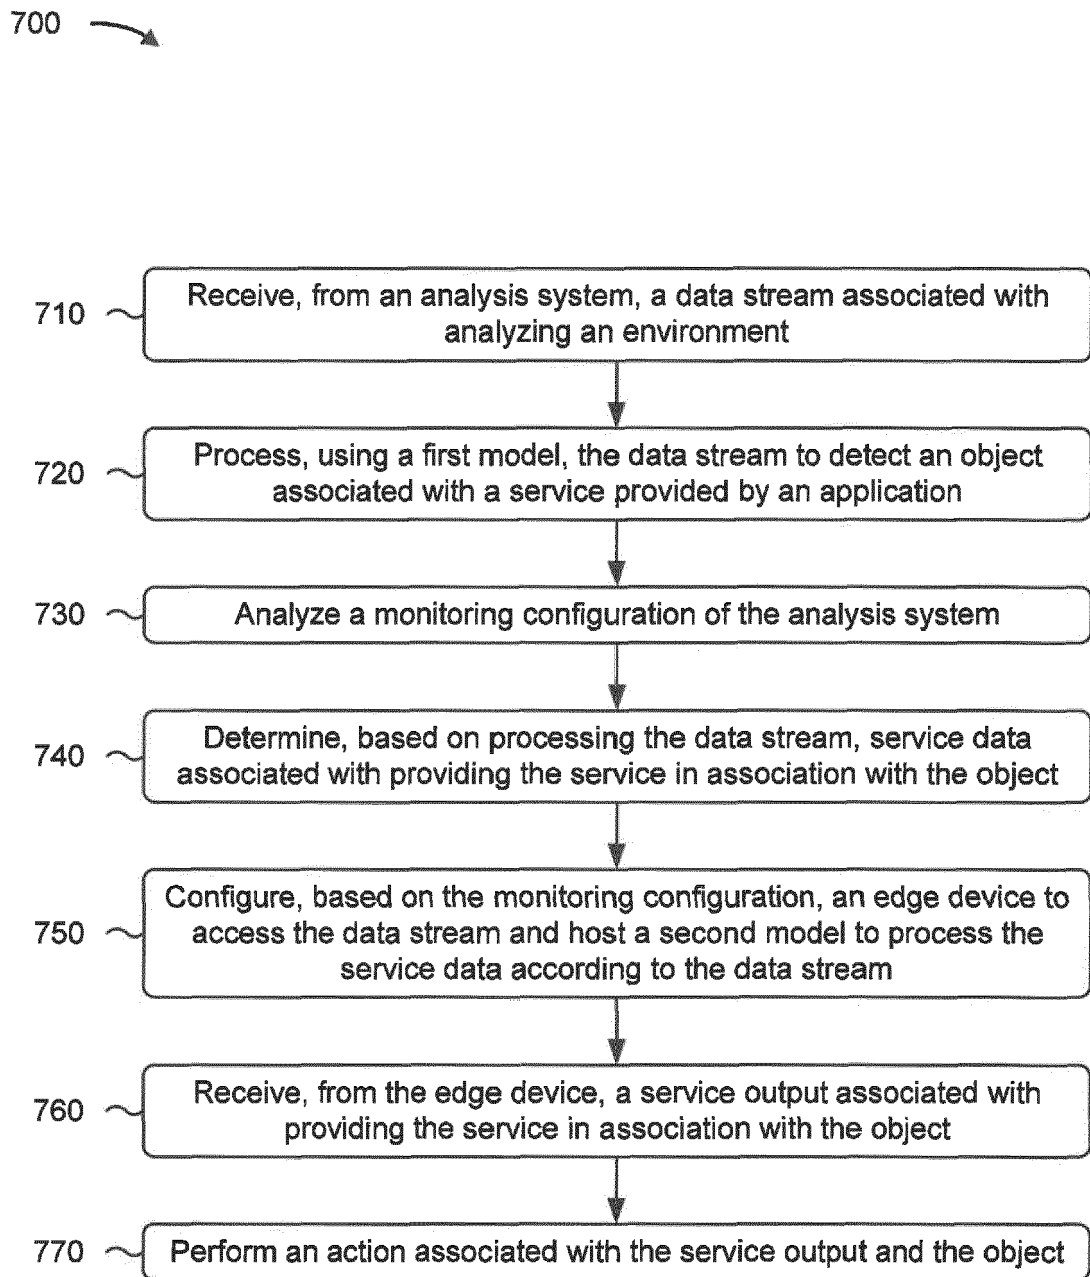 700
710
Receive, from an analysis system, a data stream associated with
analyzing an environment
720
Process, using a first model, the data stream to detect an object
associated with a service provided by an application
730
Analyze a monitoring configuration of the analysis system
740
Determine, based on processing the data stream, service data
associated with providing the service in association with the object
750
Configure, based on the monitoring configuration, an edge device to
access the data stream and host a second model to process the
service data according to the data stream
760
Receive, from the edge device, a service output associated with
providing the service in association with the object
770
Perform an action associated with the service output and the object